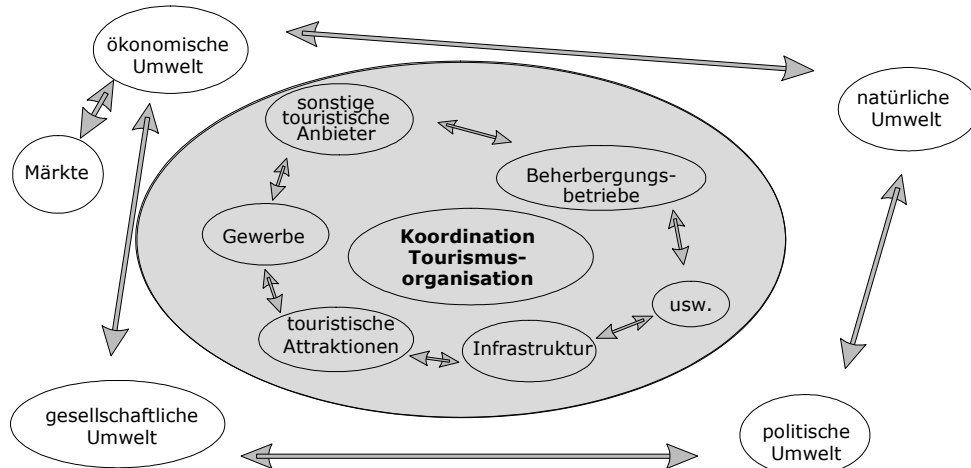 ökonomische
Umwelt
natürliche
Umwelt
Märkte
sonstige
touristische
Anbieter
Beherbergungs-
betriebe
Gewerbe
Koordination
Tourismus-
organisation
usw.
touristische
Attraktionen
Infrastruktur
gesellschaftliche
Umwelt
politische
Umwelt